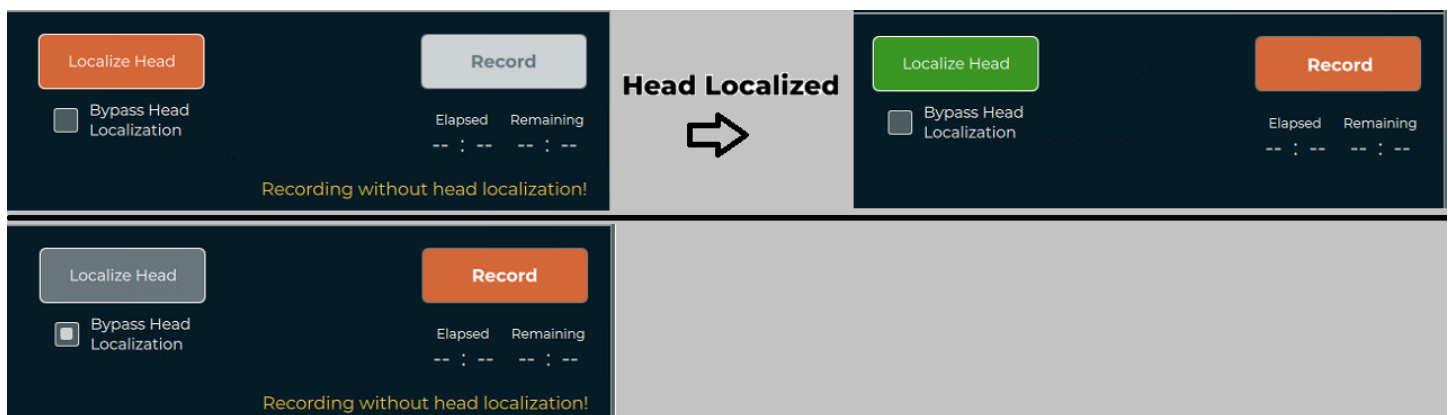 Localize Head
Record
Bypass Head
Localization
Elapsed Remaining
-- : -- -- : --
Recording without head localization!
Head Localized
Localize Head
Record
Bypass Head
Localization
Elapsed Remaining
-- : -- -- : --
Localize Head
Record
Bypass Head
Localization
Elapsed Remaining
-- : -- -- : --
Recording without head localization!